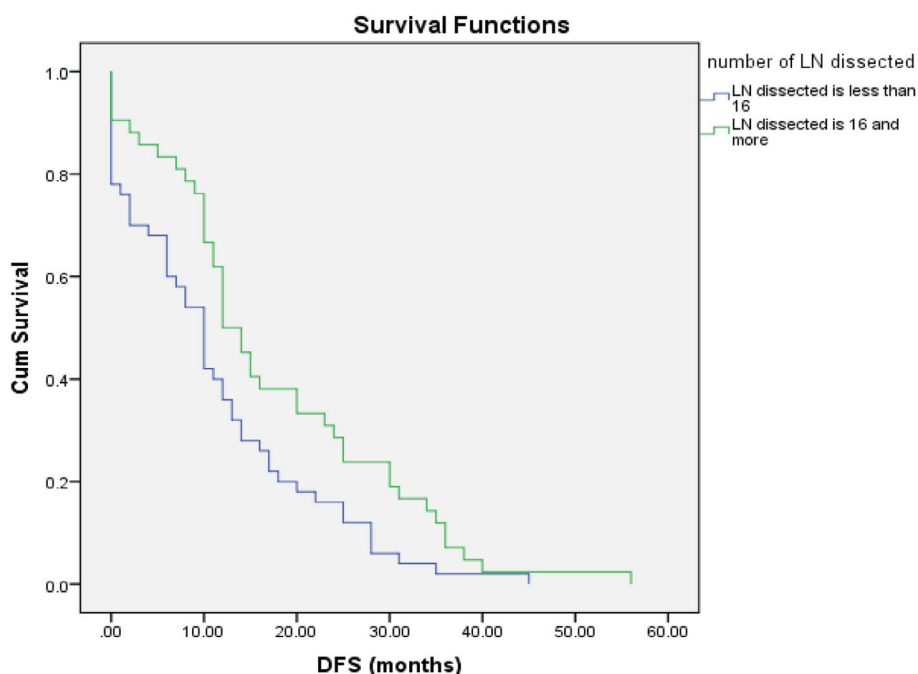 Survival Functions
number of LN dissected
LN dissected is less than
16
LN dissected is 16 and
more
Cum Survival
1.0
0.8
0.6
0.4
0.2
0.0
.00
10.00
20.00
30.00
40.00
50.00
60.00
DFS (months)